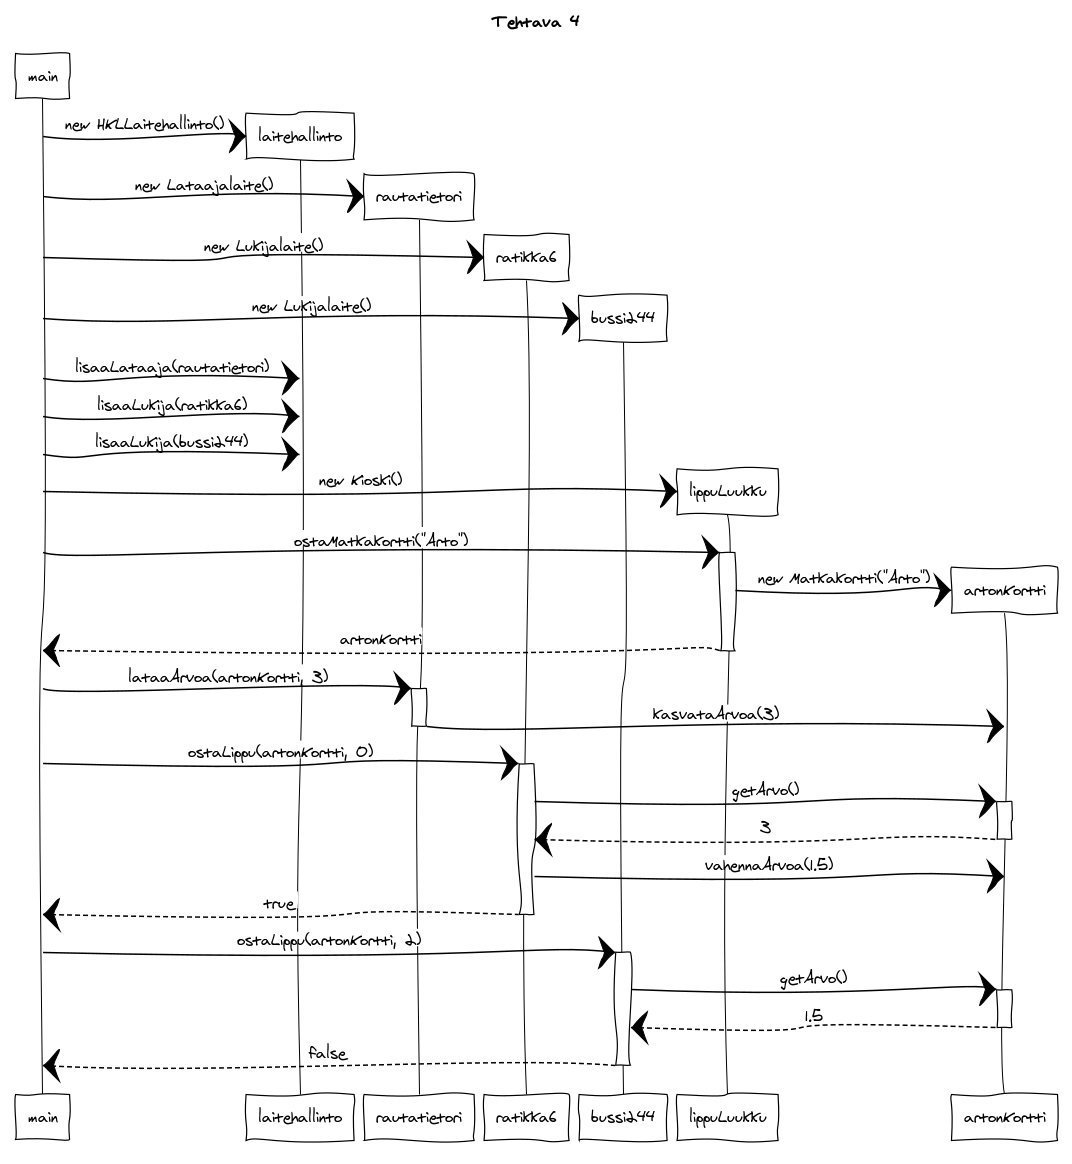 Tehtava 4
main
new HKLLaitehallinto()
laitehallinto
new Lataajalaite()
rautatietori
new Lukijalaite()
ratikka6
new Lukijalaite()
bussi244
lisaaLataaja(rautatietori)
lisaaLukija(ratikka6)
lisaaLukija(bussi244)
new Kioski()
lippuLuukku
ostaMatkakortti("Arto")
new Matkakortti("Arto")
artonKortti
artonKortti
lataaArvoa(artonKortti, 3)
kasvataArvoa(3)
ostaLippu(artonKortti, 0)
getArvo()
3
vahennaArvoa(1.5)
true
ostaLippu(artonKortti, 2)
getArvo()
1.5
false
main laitehallinto rautatietori ratikka6 bussi244 lippuLuukku artonKortti